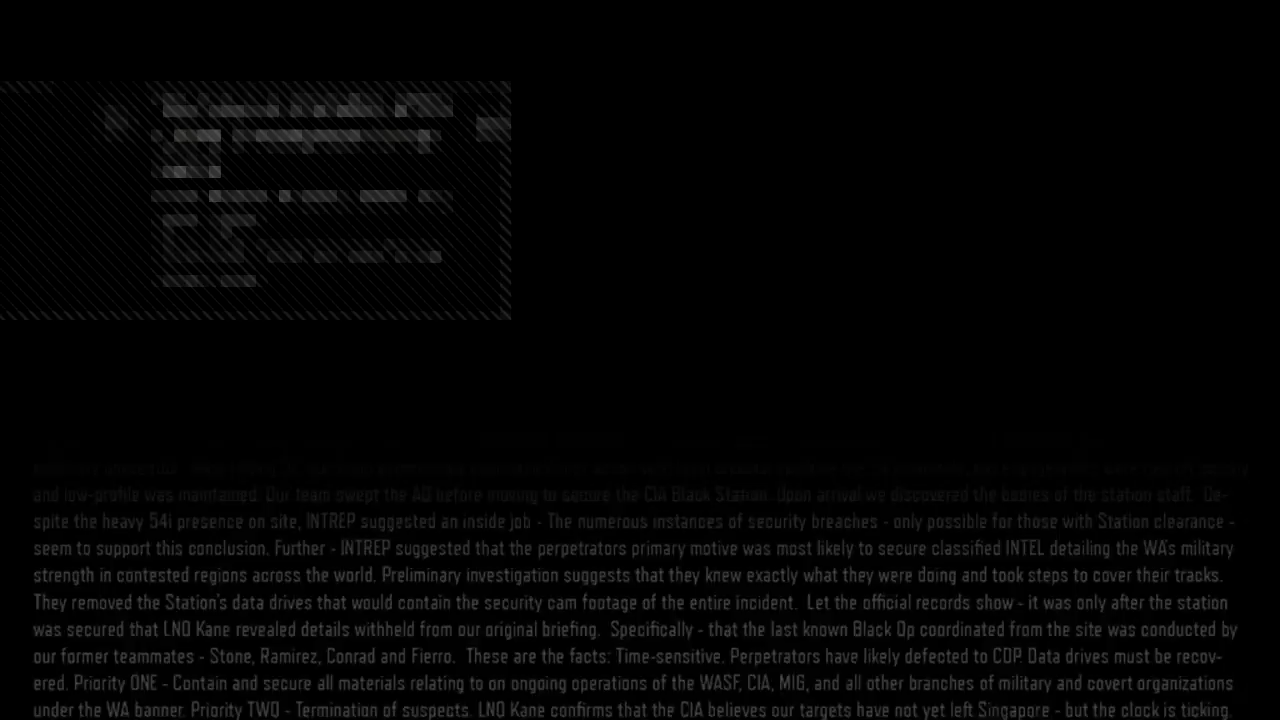 and low-profile was maintained. Our team swept the AO before moving to secure the CIA Black Station. Upon arrival we discovered the bodies of the station staff. De-
spite the heavy 54i presence on site, INTREP suggested an inside job - The numerous instances of security breaches - only possible for those with Station clearance -
seem to support this conclusion. Further - INTREP suggested that the perpetrators primary motive was most likely to secure classified INTEL detailing the WA's military
strength in contested regions across the world. Preliminary investigation suggests that they knew exactly what they were doing and took steps to cover their tracks.
They removed the Station's data drives that would contain the security cam footage of the entire incident. Let the official records show - it was only after the station
was secured that LNO Kane revealed details withheld from our original briefing. Specifically - that the last known Black Op coordinated from the site was conducted by
our former teammates - Stone, Ramirez, Conrad and Fierro. These are the facts: Time-sensitive. Perpetrators have likely defected to CDP. Data drives must be recov-
ered. Priority ONE - Contain and secure all materials relating to on ongoing operations of the WASF, CIA, MI6, and all other branches of military and covert organizations
under the WA banner. Priority TWO - Termination of suspects. LNO Kane confirms that the CIA believes our targets have not yet left Singapore - but the clock is ticking.